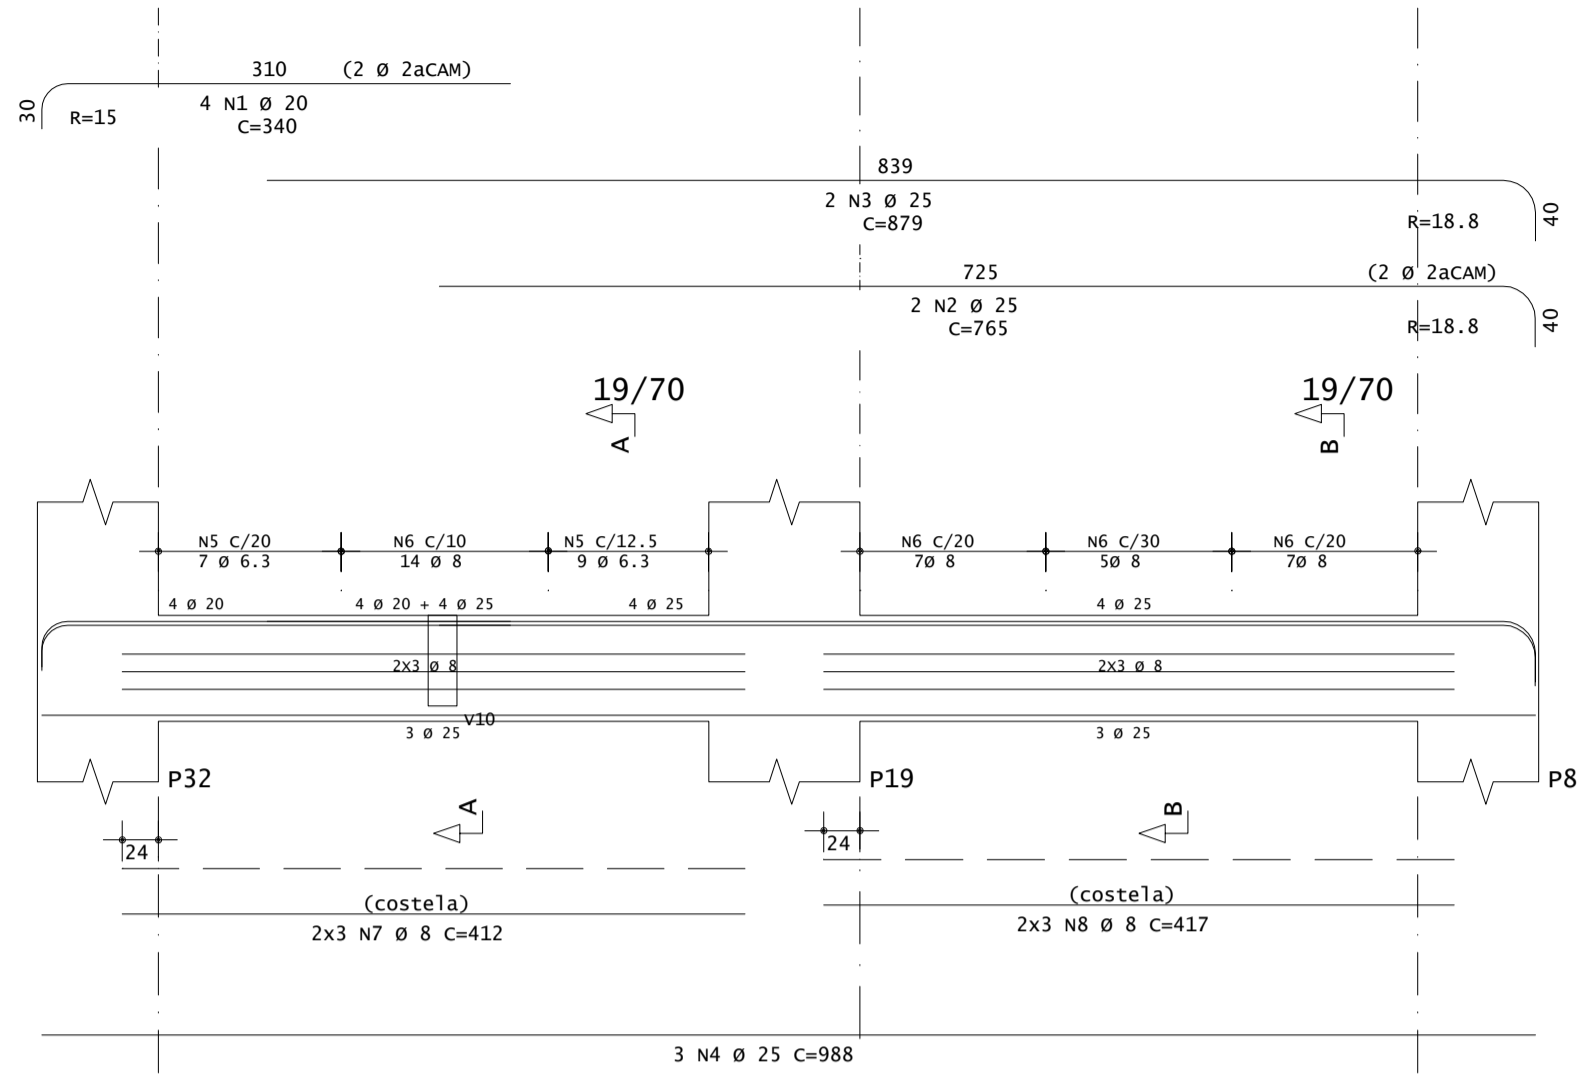 310 (2 Ø 2aCAM)
30
R=15
4 N1 Ø 20
C=340
839
2 N3 Ø 25
C=879
R=18.8
40
725 (2 Ø 2aCAM)
2 N2 Ø 25
C=765
R=18.8
40
19/70 19/70
A B
N5 C/20 N6 C/10 N5 C/12.5 N6 C/20 N6 C/30 N6 C/20
7 Ø 6.3 14 Ø 8 9 Ø 6.3 7Ø 8 5Ø 8 7Ø 8
4 Ø 20 4 Ø 20 + 4 Ø 25 4 Ø 25 4 Ø 25
2x3 Ø 8 2x3 Ø 8
V10
3 Ø 25 3 Ø 25
P32 P19 P8
A B
24 24
(costela) (costela)
2x3 N7 Ø 8 C=412 2x3 N8 Ø 8 C=417
3 N4 Ø 25 C=988